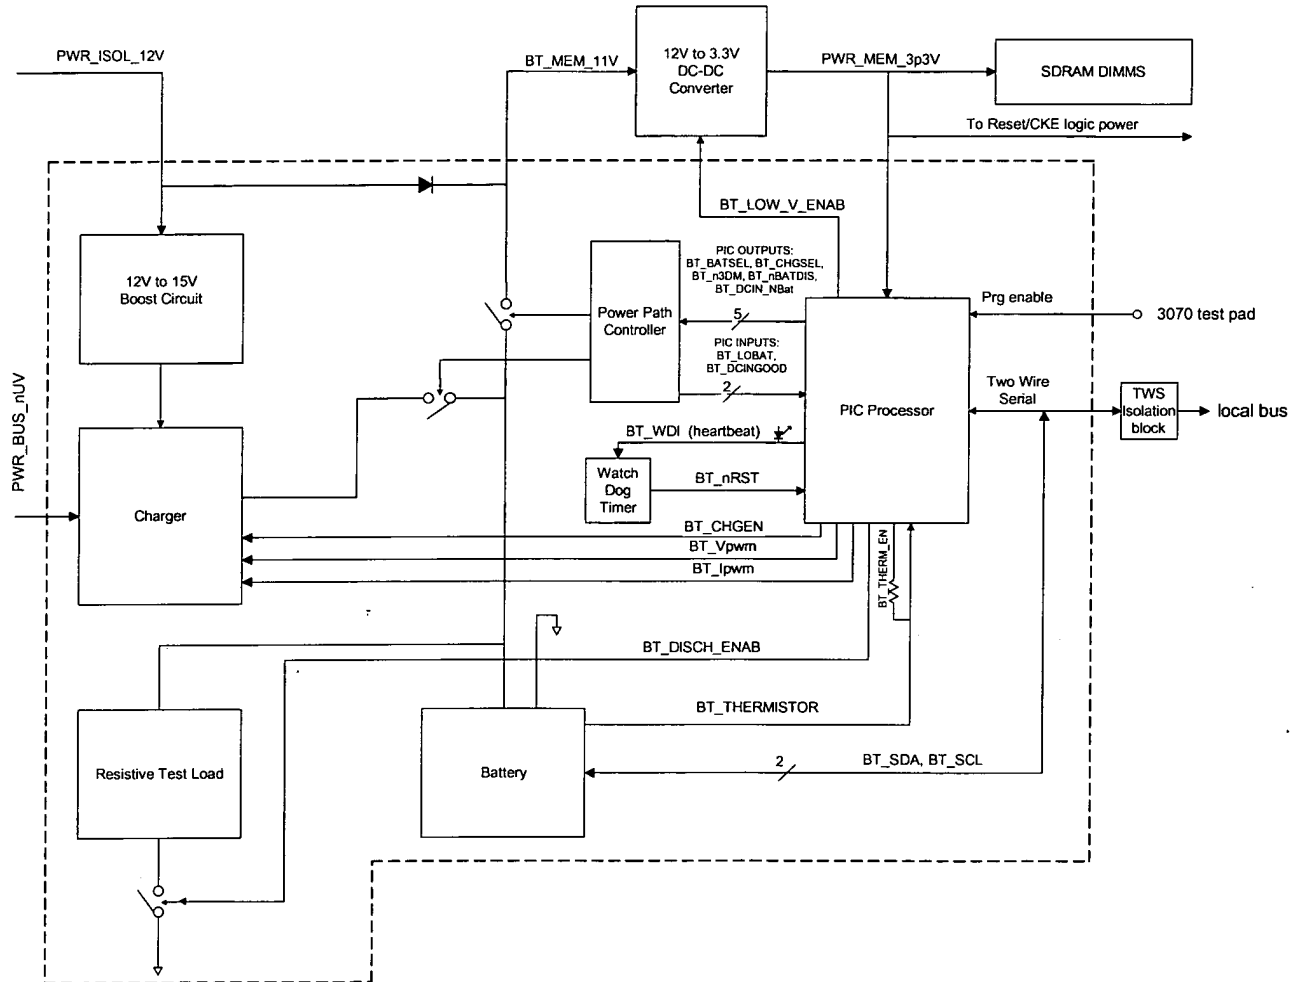 PWR_ISOL_12V
BT_MEM_11V
12V to 3.3V
DC-DC
Converter
PWR_MEM_3p3V
SDRAM DIMMS
To Reset/CKE logic power
BT_LOW_V_ENAB
12V to 15V
Boost Circuit
Power Path
Controller
PIC OUTPUTS:
BT_BATSEL, BT_CHGSEL,
BT_n3DM, BT_nBATDIS,
BT_DCIN_NBat
5
PIC INPUTS:
BT_LOBAT,
BT_DCINGOOD
2
PIC Processor
Prg enable
3070 test pad
Two Wire
Serial
TWS
Isolation
block
local bus
PWR_BUS_nUV
Charger
BT_WDI (heartbeat)
Watch
Dog
Timer
BT_nRST
BT_CHGEN
BT_Vpwm
BT_Ipwm
BT_THERM_EN
BT_DISCH_ENAB
BT_THERMISTOR
Resistive Test Load
Battery
2
BT_SDA, BT_SCL